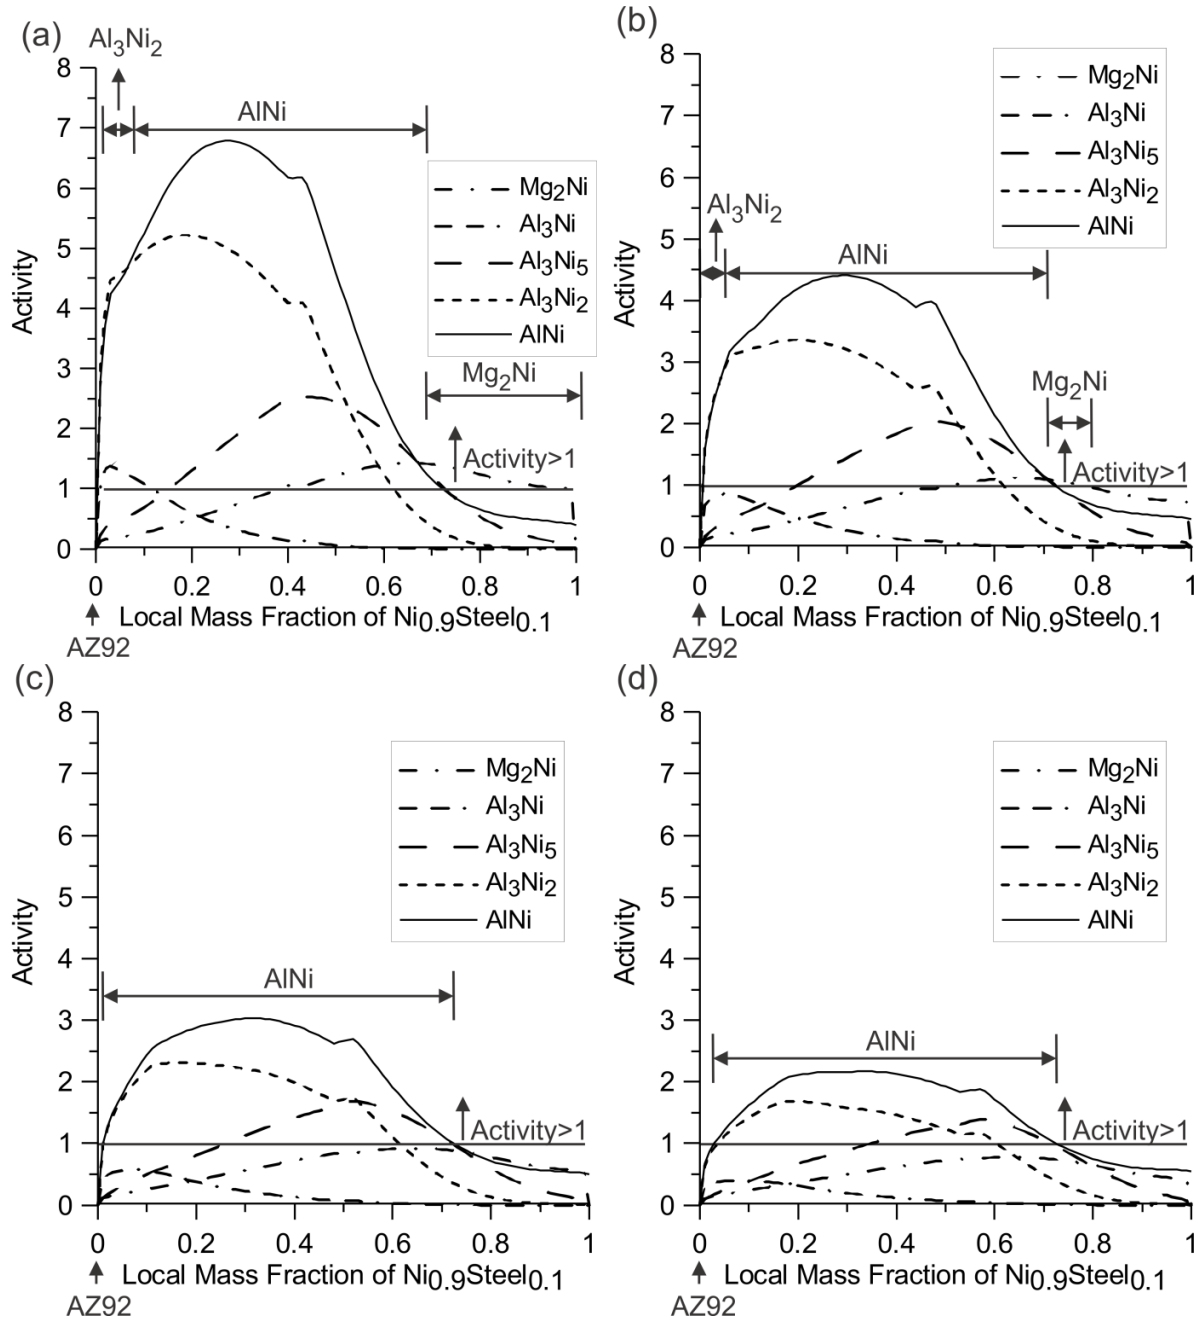 (a)
Al3Ni2
8
7
6
5
4
3
2
1
0
Activity
AlNi
Mg2Ni
Al3Ni
Al3Ni5
Al3Ni2
AlNi
Mg2Ni
Activity>1
0 0.2 0.4 0.6 0.8 1
Local Mass Fraction of Ni0.9Steel0.1
AZ92
(b)
8
7
6
5
4
3
2
1
0
Activity
Mg2Ni
Al3Ni
Al3Ni5
Al3Ni2
AlNi
Al3Ni2
AlNi
Mg2Ni
Activity>1
0 0.2 0.4 0.6 0.8 1
Local Mass Fraction of Ni0.9Steel0.1
AZ92
(c)
8
7
6
5
4
3
2
1
0
Activity
Mg2Ni
Al3Ni
Al3Ni5
Al3Ni2
AlNi
AlNi
Activity>1
0 0.2 0.4 0.6 0.8 1
Local Mass Fraction of Ni0.9Steel0.1
AZ92
(d)
8
7
6
5
4
3
2
1
0
Activity
Mg2Ni
Al3Ni
Al3Ni5
Al3Ni2
AlNi
AlNi
Activity>1
0 0.2 0.4 0.6 0.8 1
Local Mass Fraction of Ni0.9Steel0.1
AZ92